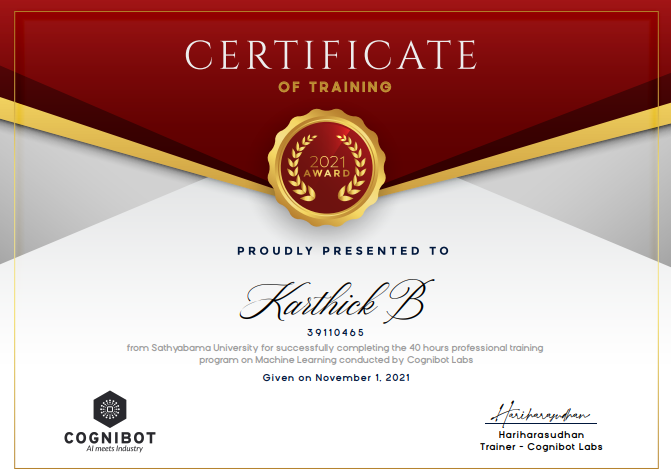 CERTIFICATE
OF TRAINING
2021
AWARD
PROUDLY PRESENTED TO
Karthick B
39110465
from Sathyabama University for successfully completing the 40 hours professional training
program on Machine Learning conducted by Cognibot Labs
Given on November 1, 2021
Hariharasudhan
COGNIBOT
AI meets Industry
Hariharasudhan
Trainer - Cognibot Labs